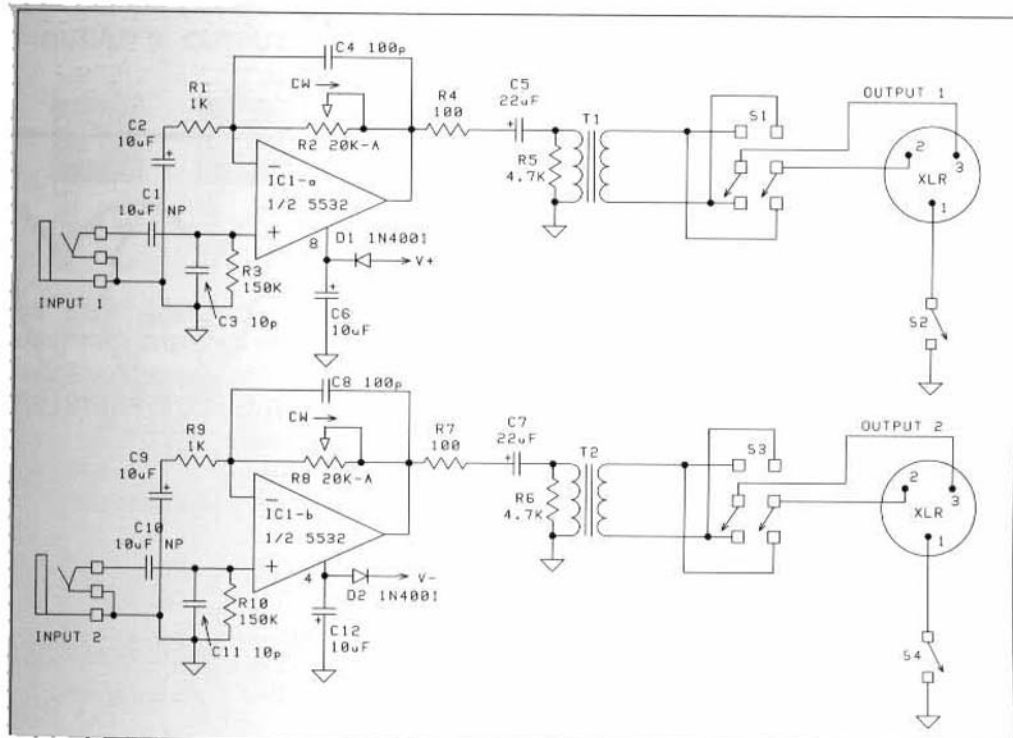 C4 100p
CW
R1
1K
R2 20K-A
R4
100
C5
22uF
+
T1
R5
4.7K
S1
OUTPUT 1
2
3
XLR
1
C2
10uF
+
C1
10uF NP
−
IC1-a
1/2 5532
+
8
D1 1N4001
V+
R3
150K
+
C6
10uF
C3 10p
INPUT 1
S2
C8 100p
CW
R9
1K
R8 20K-A
R7
100
C7
22uF
+
T2
R6
4.7K
S3
OUTPUT 2
2
3
XLR
1
C9
10uF
+
C10
10uF NP
−
IC1-b
1/2 5532
+
4
D2 1N4001
V-
R10
150K
+
C12
10uF
C11 10p
INPUT 2
S4